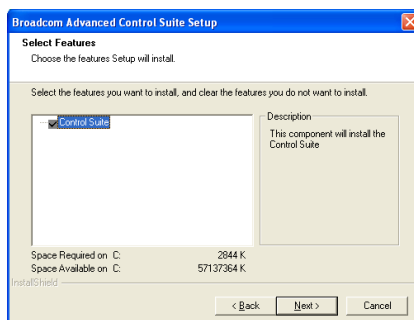 Broadcom Advanced Control Suite Setup
Select Features
Choose the features Setup will install.
Select the features you want to install, and clear the features you do not want to install.
Control Suite
Description
This component will install the
Control Suite
Space Required on C: 2844 K
Space Available on C: 57137364 K
InstallShield
< Back
Next >
Cancel